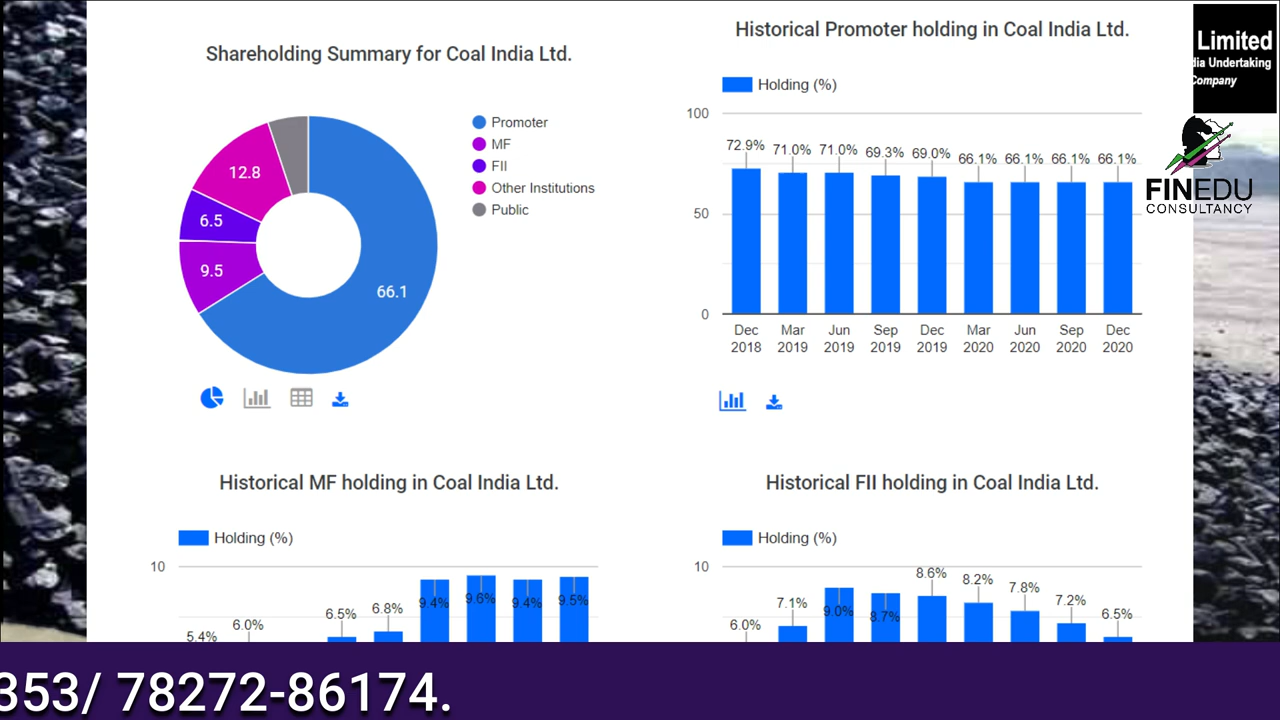 Shareholding Summary for Coal India Ltd.
Promoter
MF
FII
Other Institutions
Public
12.8
6.5
9.5
66.1
Historical Promoter holding in Coal India Ltd.
Holding (%)
100
50
0
72.9% 71.0% 71.0% 69.3% 69.0% 66.1% 66.1% 66.1% 66.1%
Dec Mar Jun Sep Dec Mar Jun Sep Dec
2018 2019 2019 2019 2019 2020 2020 2020 2020
Limited
dia Undertaking
Company
FINEDU
CONSULTANCY
Historical MF holding in Coal India Ltd.
Holding (%)
10
5.4% 6.0% 6.5% 6.8% 9.4% 9.6% 9.4% 9.5%
Historical FII holding in Coal India Ltd.
Holding (%)
10
6.0% 7.1% 9.0% 8.7% 8.6% 8.2% 7.8% 7.2% 6.5%
353/ 78272-86174.